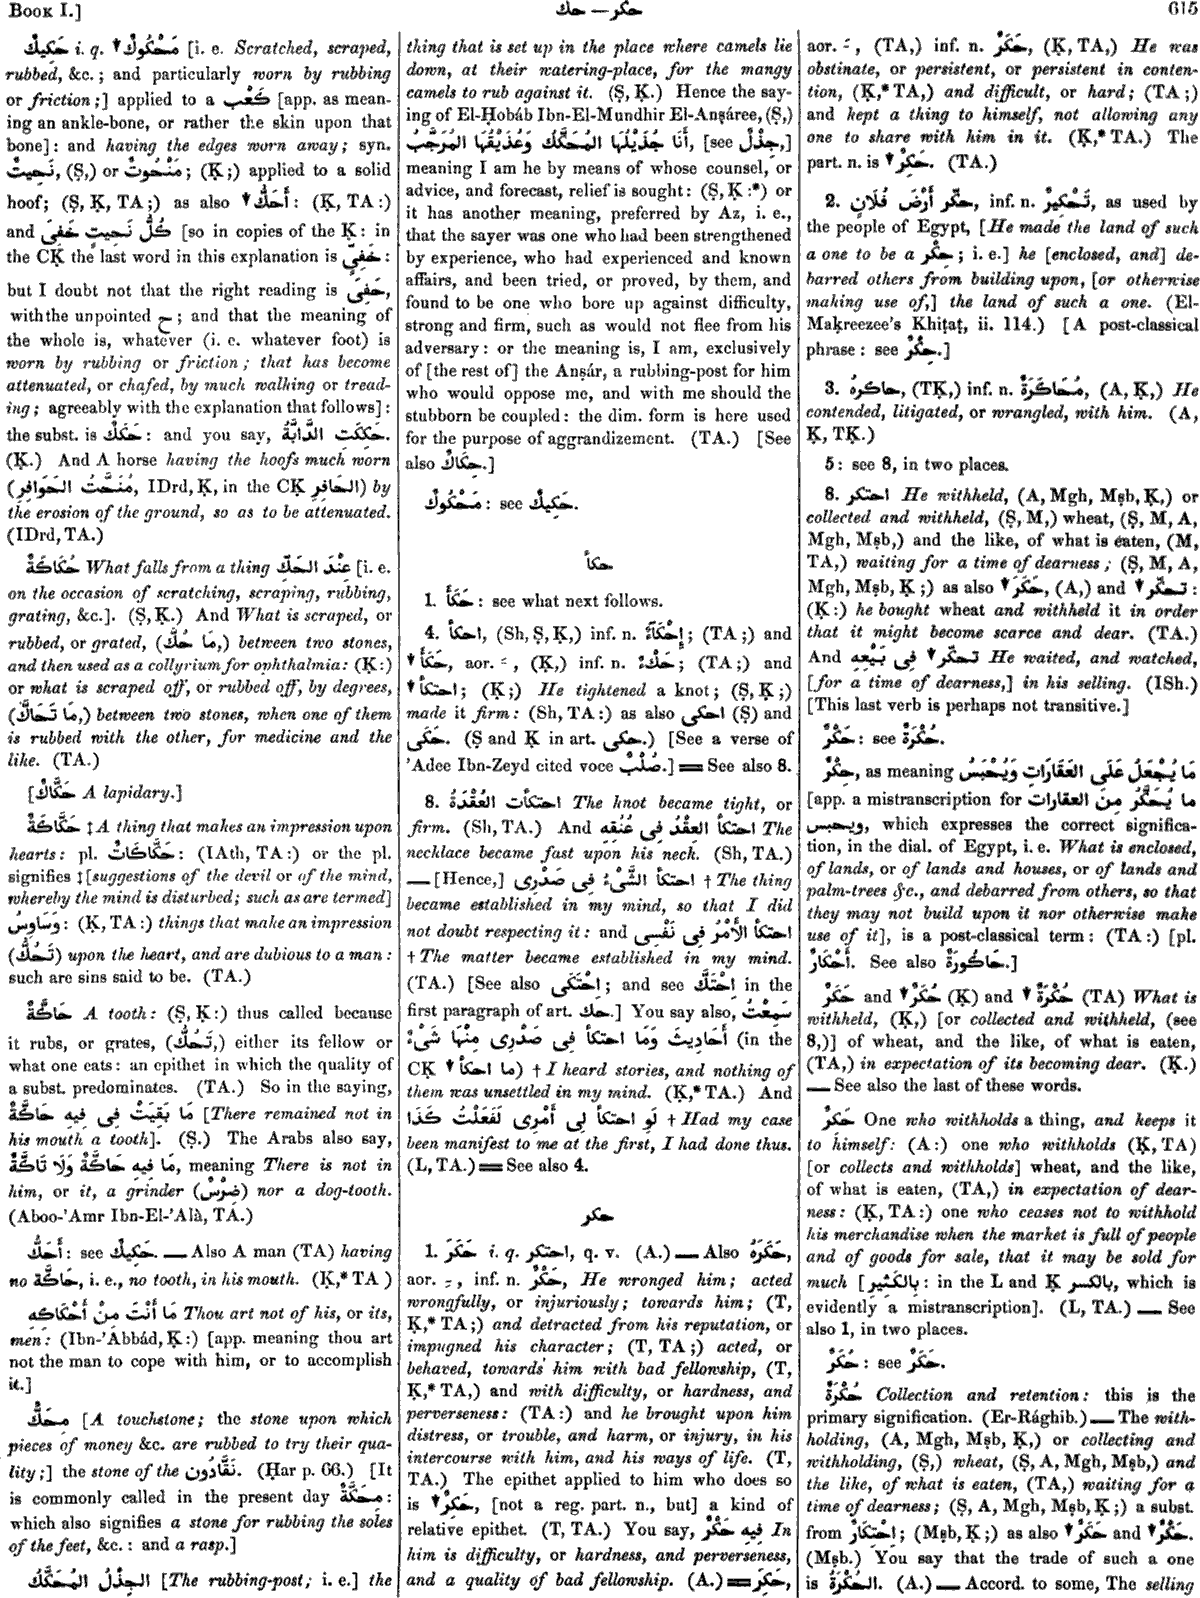 BOOK I.]
حك — حكر
615
حَكِيكٌ i. q. مَحْكُوكٌ▼ [i. e. Scratched, scraped,
rubbed, &c.; and particularly worn by rubbing
or friction;] applied to a كَعْب [app. as mean-
ing an ankle-bone, or rather the skin upon that
bone]: and having the edges worn away; syn.
نَحِيتٌ, (Ṣ,) or مَنْحُوتٌ; (Ḳ;) applied to a solid
hoof; (Ṣ, Ḳ, TA;) as also أَحَكُّ▼: (Ḳ, TA:)
and كُلُّ نَحِيتٍ خَفِىَ [so in copies of the Ḳ: in
the CḲ the last word in this explanation is خَفِىٍّ:
but I doubt not that the right reading is حَفِىَ,
with the unpointed ح; and that the meaning of
the whole is, whatever (i. e. whatever foot) is
worn by rubbing or friction; that has become
attenuated, or chafed, by much walking or tread-
ing; agreeably with the explanation that follows]:
the subst. is حَكَكٌ: and you say, حَكِكَتِ الدَّابَّةُ.
(Ḳ.) And A horse having the hoofs much worn
(مُنْحَتُّ الحَوَافِرِ, IDrd, Ḳ, in the CḲ الحَافِرِ) by
the erosion of the ground, so as to be attenuated.
(IDrd, TA.)
حُكَاكَةٌ What falls from a thing عِنْدَ الحَكِّ [i. e.
on the occasion of scratching, scraping, rubbing,
grating, &c.]. (Ṣ, Ḳ.) And What is scraped, or
rubbed, or grated, (مَا حُكَّ,) between two stones,
and then used as a collyrium for ophthalmia: (Ḳ:)
or what is scraped off, or rubbed off, by degrees,
(مَا تَحَاكَّ,) between two stones, when one of them
is rubbed with the other, for medicine and the
like. (TA.)
[حَكَّاكٌ A lapidary.]
حَكَّاكَةٌ ‡ A thing that makes an impression upon
hearts: pl. حَكَّاكَاتٌ: (IAth, TA:) or the pl.
signifies ‡ [suggestions of the devil or of the mind,
whereby the mind is disturbed; such as are termed]
وَسَاوِسُ: (Ḳ, TA:) things that make an impression
(تَحُكُّ) upon the heart, and are dubious to a man:
such are sins said to be. (TA.)
حَاكَّةٌ A tooth: (Ṣ, Ḳ:) thus called because
it rubs, or grates, (تَحُكُّ,) either its fellow or
what one eats: an epithet in which the quality of
a subst. predominates. (TA.) So in the saying,
مَا بَقِيَتْ فِى فِيهِ حَاكَّةٌ [There remained not in
his mouth a tooth]. (Ṣ.) The Arabs also say,
مَا فِيهِ حَاكَّةٌ وَلَا تَاكَّةٌ, meaning There is not in
him, or it, a grinder (ضِرْسٌ) nor a dog-tooth.
(Aboo-'Amr Ibn-El-'Alà, TA.)
أَحَكُّ: see حَكِيكٌ. — Also A man (TA) having
no حَاكَّة, i. e., no tooth, in his mouth. (Ḳ,* TA )
مَا أَنْتَ مِنْ أَحْكَاكِهِ Thou art not of his, or its,
men: (Ibn-'Abbád, Ḳ:) [app. meaning thou art
not the man to cope with him, or to accomplish
it.]
مِحَكٌّ [A touchstone; the stone upon which
pieces of money &c. are rubbed to try their qua-
lity;] the stone of the نَقَّادُون. (Ḥar p. 66.) [It
is commonly called in the present day مِحَكَّةٌ:
which also signifies a stone for rubbing the soles
of the feet, &c.: and a rasp.]
الجِذْلُ المُحَكَّكُ [The rubbing-post; i. e.] the
thing that is set up in the place where camels lie
down, at their watering-place, for the mangy
camels to rub against it. (Ṣ, Ḳ.) Hence the say-
ing of El-Ḥobáb Ibn-El-Mundhir El-Anṣáree, (Ṣ,)
أَنَا جُذَيْلُهَا المُحَكَّكُ وَعُذَيْقُهَا المُرَجَّبُ, [see جِذْلٌ,]
meaning I am he by means of whose counsel, or
advice, and forecast, relief is sought: (Ṣ, Ḳ:*) or
it has another meaning, preferred by Az, i. e.,
that the sayer was one who had been strengthened
by experience, who had experienced and known
affairs, and been tried, or proved, by them, and
found to be one who bore up against difficulty,
strong and firm, such as would not flee from his
adversary: or the meaning is, I am, exclusively
of [the rest of] the Anṣár, a rubbing-post for him
who would oppose me, and with me should the
stubborn be coupled: the dim. form is here used
for the purpose of aggrandizement. (TA.) [See
also حِكَاكٌ.]
مَحْكُوكٌ: see حَكِيكٌ.
حكأ
1. حَكَأَ: see what next follows.
4. احكأ, (Sh, Ṣ, Ḳ,) inf. n. إِحْكَآءٌ; (TA;) and
حَكَأَ▼, aor. ـَ, (Ḳ,) inf. n. حَكْءٌ; (TA;) and
احتكأ▼; (Ḳ;) He tightened a knot; (Ṣ, Ḳ;)
made it firm: (Sh, TA:) as also احكى (Ṣ) and
حَكَى. (Ṣ and Ḳ in art. حكى.) [See a verse of
'Adee Ibn-Zeyd cited voce صُلْبٌ.] = See also 8.
8. احتكأت العُقْدَةُ The knot became tight, or
firm. (Sh, TA.) And احتكأ العِقْدُ فِى عُنُقِهِ The
necklace became fast upon his neck. (Sh, TA.)
— [Hence,] احتكأ الشَّىْءُ فِى صَدْرِى † The thing
became established in my mind, so that I did
not doubt respecting it: and احتكأ الأَمْرُ فِى نَفْسِى
† The matter became established in my mind.
(TA.) [See also اِحْتَكَى; and see اِحْتَكَّ in the
first paragraph of art. حك.] You say also, سَمِعْتُ
أَحَادِيثَ وَمَا احتكأ فِى صَدْرِى مِنْهَا شَىْءٌ (in the
CḲ ما احكأ▼) † I heard stories, and nothing of
them was unsettled in my mind. (Ḳ,* TA.) And
لَوِ احتكأ لِى أَمْرِى لَفَعَلْتُ كَذَا † Had my case
been manifest to me at the first, I had done thus.
(L, TA.) = See also 4.
حكر
1. حَكَرَ i. q. احتكر, q. v. (A.) — Also حَكَرَهُ,
aor. ـِ, inf. n. حَكْرٌ, He wronged him; acted
wrongfully, or injuriously; towards him; (T,
Ḳ,* TA;) and detracted from his reputation, or
impugned his character; (T, TA;) acted, or
behaved, towards him with bad fellowship, (T,
Ḳ,* TA,) and with difficulty, or hardness, and
perverseness: (TA:) and he brought upon him
distress, or trouble, and harm, or injury, in his
intercourse with him, and his ways of life. (T,
TA.) The epithet applied to him who does so
is حَكِرٌ▼, [not a reg. part. n., but] a kind of
relative epithet. (T, TA.) You say, فِيهِ حَكْرٌ In
him is difficulty, or hardness, and perverseness,
and a quality of bad fellowship. (A.) = حَكِرَ,
aor. ـَ, (TA,) inf. n. حَكَرٌ, (Ḳ, TA,) He was
obstinate, or persistent, or persistent in conten-
tion, (Ḳ,* TA,) and difficult, or hard; (TA;)
and kept a thing to himself, not allowing any
one to share with him in it. (Ḳ,* TA.) The
part. n. is حَكِرٌ▼. (TA.)
2. حكّر أَرْضَ فُلَانٍ, inf. n. تَحْكِيرٌ, as used by
the people of Egypt, [He made the land of such
a one to be a حِكْر; i. e.] he [enclosed, and] de-
barred others from building upon, [or otherwise
making use of,] the land of such a one. (El-
Maḳreezee's Khiṭaṭ, ii. 114.) [A post-classical
phrase: see حِكْرٌ.]
3. حاكرهُ, (TḲ,) inf. n. مُحَاكَرَةٌ, (A, Ḳ,) He
contended, litigated, or wrangled, with him. (A,
Ḳ, TḲ.)
5: see 8, in two places.
8. احتكر He withheld, (A, Mgh, Mṣb, Ḳ,) or
collected and withheld, (Ṣ, M,) wheat, (Ṣ, M, A,
Mgh, Mṣb,) and the like, of what is eaten, (M,
TA,) waiting for a time of dearness; (Ṣ, M, A,
Mgh, Mṣb, Ḳ;) as also حَكَرَ▼, (A,) and تحكّر▼:
(Ḳ:) he bought wheat and withheld it in order
that it might become scarce and dear. (TA.)
And تحكّر▼ فِى بَيْعِهِ He waited, and watched,
[for a time of dearness,] in his selling. (ISh.)
[This last verb is perhaps not transitive.]
حَكْرٌ: see حُكْرَةٌ.
حِكْرٌ, as meaning مَا يُجْعَلُ عَلَى العَقَارَاتِ وَيُحْبَسُ
[app. a mistranscription for ما يُحَكَّرُ مِنَ العقارات
ويحبس, which expresses the correct significa-
tion, in the dial. of Egypt, i. e. What is enclosed,
of lands, or of lands and houses, or of lands and
palm-trees &c., and debarred from others, so that
they may not build upon it nor otherwise make
use of it], is a post-classical term: (TA:) [pl.
أَحْكَارٌ. See also حَاكُورَةٌ.]
حَكَرٌ and حُكَرٌ▼ (Ḳ) and حُكْرَةٌ▼ (TA) What is
withheld, (Ḳ,) [or collected and withheld, (see
8,)] of wheat, and the like, of what is eaten,
(TA,) in expectation of its becoming dear. (Ḳ.)
— See also the last of these words.
حَكِرٌ One who withholds a thing, and keeps it
to himself: (A:) one who withholds (Ḳ, TA)
[or collects and withholds] wheat, and the like,
of what is eaten, (TA,) in expectation of dear-
ness: (Ḳ, TA:) one who ceases not to withhold
his merchandise when the market is full of people
and of goods for sale, that it may be sold for
much [بِالكَثِيرِ: in the L and Ḳ بالكسر, which is
evidently a mistranscription]. (L, TA.) — See
also 1, in two places.
حُكَرٌ: see حَكَرٌ.
حُكْرَةٌ Collection and retention: this is the
primary signification. (Er-Rághib.) — The with-
holding, (A, Mgh, Mṣb, Ḳ,) or collecting and
withholding, (Ṣ,) wheat, (Ṣ, A, Mgh, Mṣb,) and
the like, of what is eaten, (TA,) waiting for a
time of dearness; (Ṣ, A, Mgh, Mṣb, Ḳ;) a subst.
from اِحْتِكَارٌ; (Mṣb, Ḳ;) as also حَكَرٌ▼ and حَكْرٌ▼.
(Mṣb.) You say that the trade of such a one
is الحُكْرَةُ. (A.) — Accord. to some, The selling